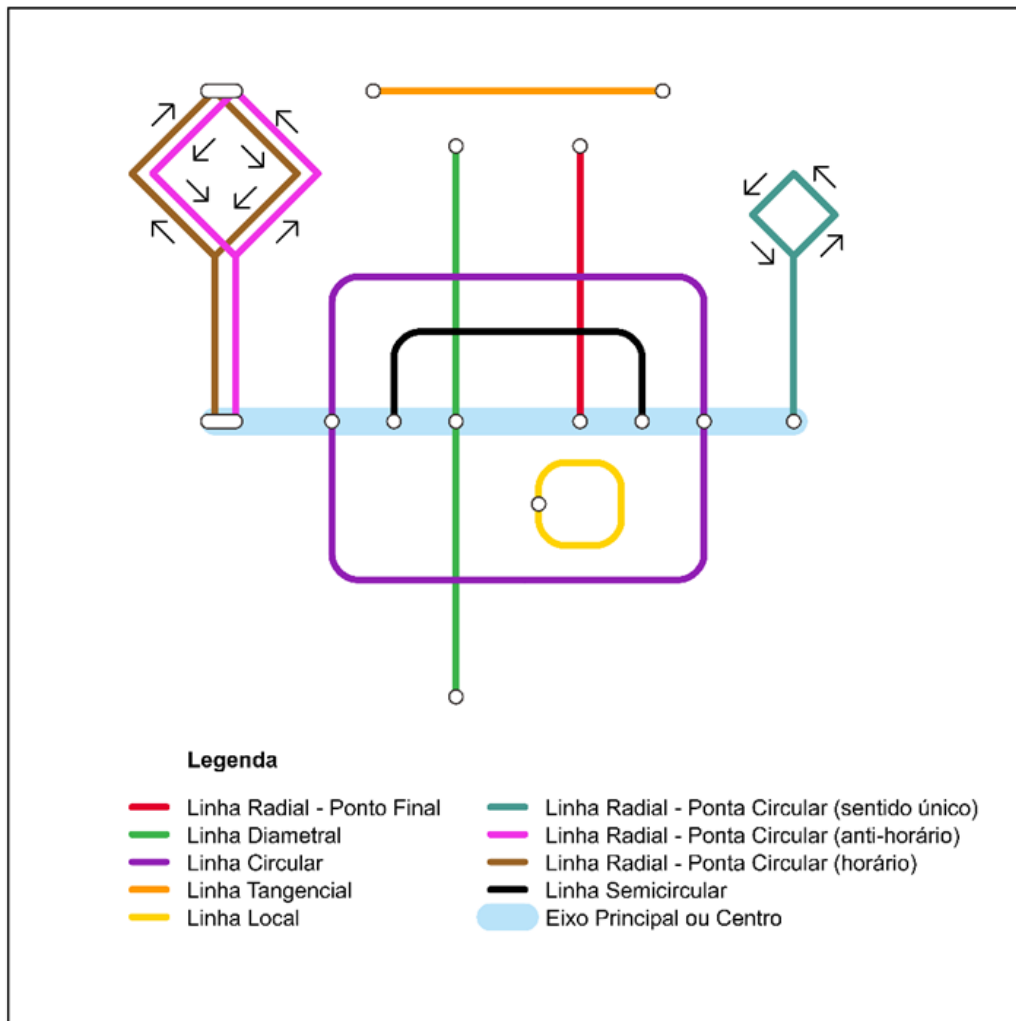 Legenda
Linha Radial - Ponto Final
Linha Diametral
Linha Circular
Linha Tangencial
Linha Local
Linha Radial - Ponta Circular (sentido único)
Linha Radial - Ponta Circular (anti-horário)
Linha Radial - Ponta Circular (horário)
Linha Semicircular
Eixo Principal ou Centro